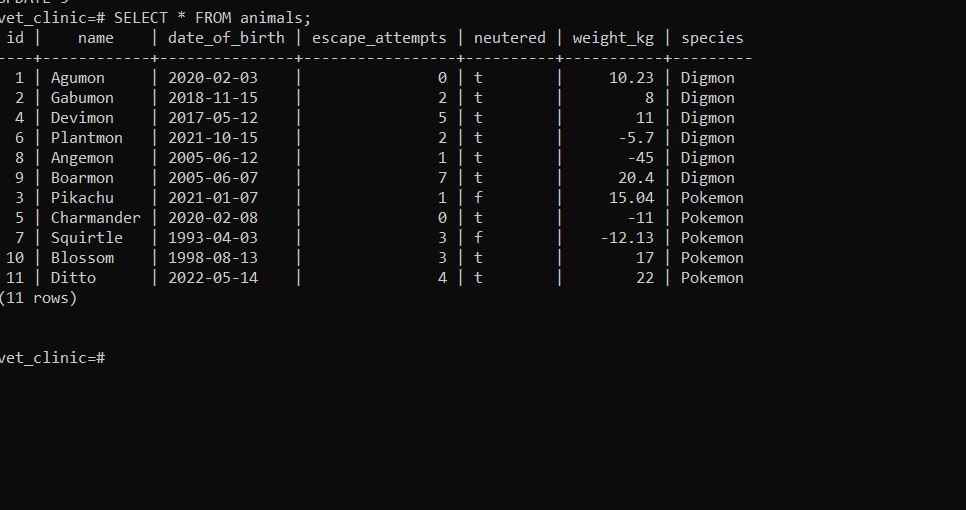 vet_clinic=# SELECT * FROM animals;
id | name | date_of_birth | escape_attempts | neutered | weight_kg | species
----+------------+---------------+-----------------+----------+-----------+---------
1 | Agumon | 2020-02-03 | 0 | t | 10.23 | Digmon
2 | Gabumon | 2018-11-15 | 2 | t | 8 | Digmon
4 | Devimon | 2017-05-12 | 5 | t | 11 | Digmon
6 | Plantmon | 2021-10-15 | 2 | t | -5.7 | Digmon
8 | Angemon | 2005-06-12 | 1 | t | -45 | Digmon
9 | Boarmon | 2005-06-07 | 7 | t | 20.4 | Digmon
3 | Pikachu | 2021-01-07 | 1 | f | 15.04 | Pokemon
5 | Charmander | 2020-02-08 | 0 | t | -11 | Pokemon
7 | Squirtle | 1993-04-03 | 3 | f | -12.13 | Pokemon
10 | Blossom | 1998-08-13 | 3 | t | 17 | Pokemon
11 | Ditto | 2022-05-14 | 4 | t | 22 | Pokemon
(11 rows)
vet_clinic=#